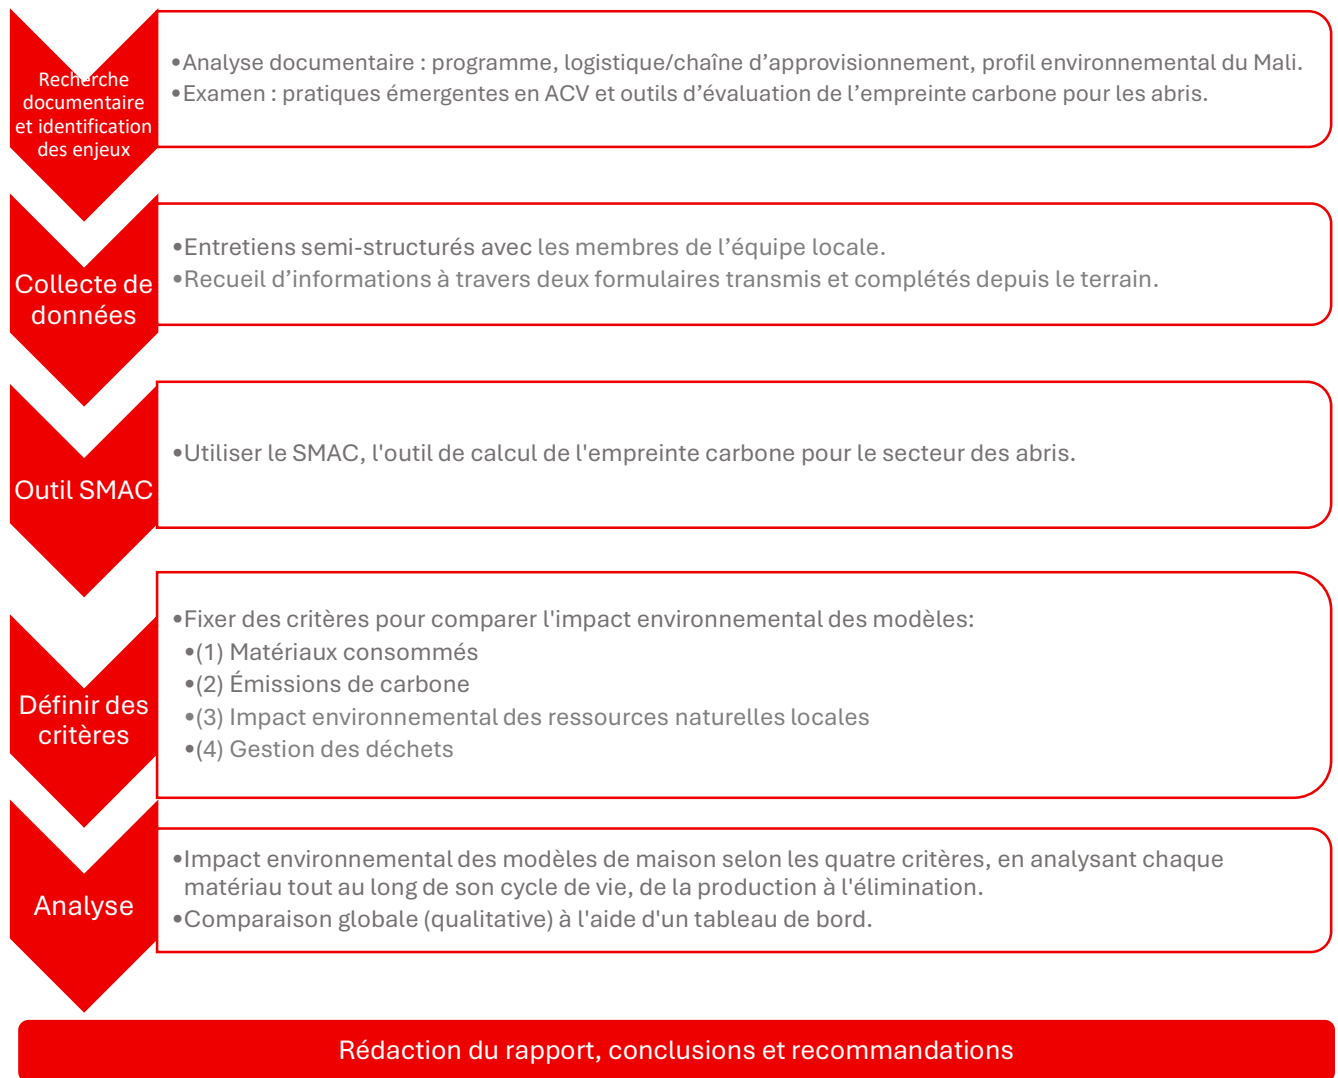 Recherche
documentaire
et identification
des enjeux
•Analyse documentaire : programme, logistique/chaîne d’approvisionnement, profil environnemental du Mali.
•Examen : pratiques émergentes en ACV et outils d’évaluation de l’empreinte carbone pour les abris.
Collecte de
données
•Entretiens semi-structurés avec les membres de l’équipe locale.
•Recueil d’informations à travers deux formulaires transmis et complétés depuis le terrain.
Outil SMAC
•Utiliser le SMAC, l'outil de calcul de l'empreinte carbone pour le secteur des abris.
Définir des
critères
•Fixer des critères pour comparer l'impact environnemental des modèles:
•(1) Matériaux consommés
•(2) Émissions de carbone
•(3) Impact environnemental des ressources naturelles locales
•(4) Gestion des déchets
Analyse
•Impact environnemental des modèles de maison selon les quatre critères, en analysant chaque
matériau tout au long de son cycle de vie, de la production à l'élimination.
•Comparaison globale (qualitative) à l'aide d'un tableau de bord.
Rédaction du rapport, conclusions et recommandations